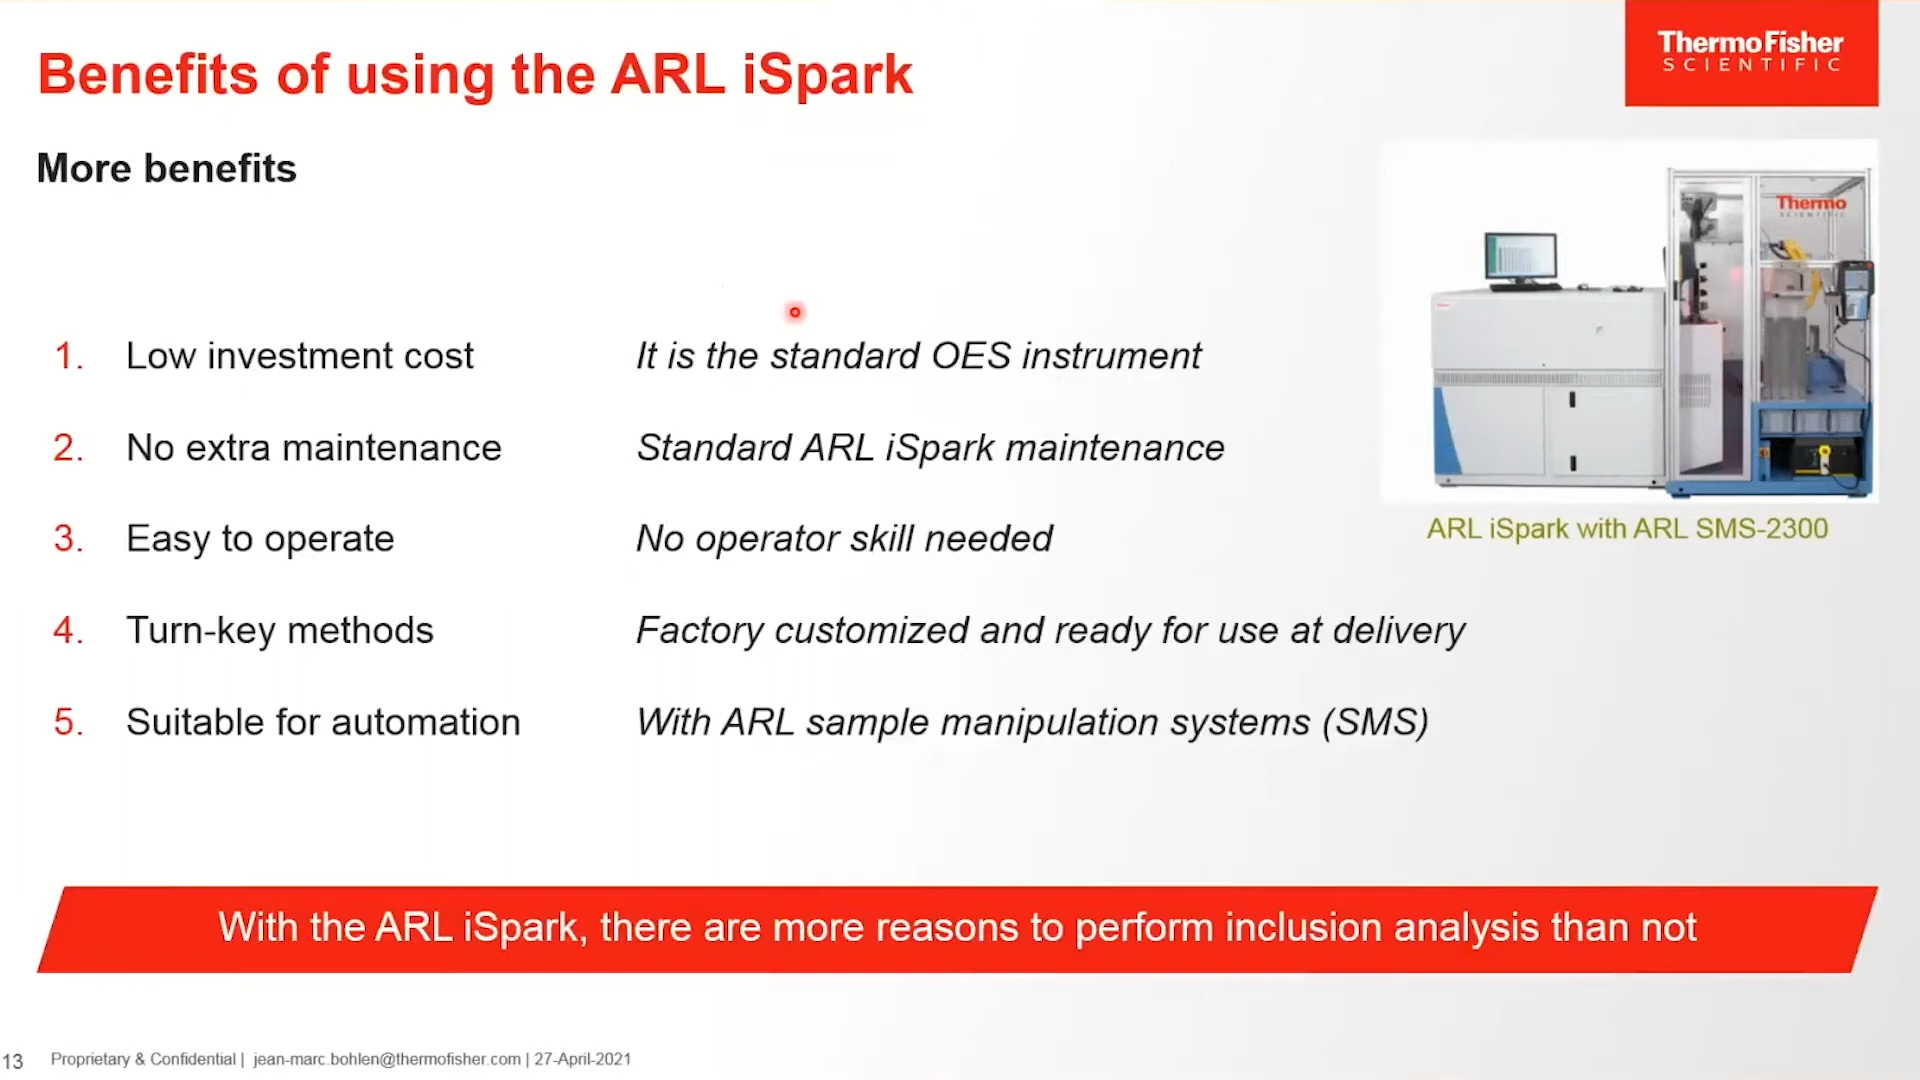 Benefits of using the ARL iSpark
ThermoFisher
SCIENTIFIC
More benefits
Thermo
SCIENTIFIC
1. Low investment cost It is the standard OES instrument
2. No extra maintenance Standard ARL iSpark maintenance
3. Easy to operate No operator skill needed
ARL iSpark with ARL SMS-2300
4. Turn-key methods Factory customized and ready for use at delivery
5. Suitable for automation With ARL sample manipulation systems (SMS)
With the ARL iSpark, there are more reasons to perform inclusion analysis than not
13 Proprietary & Confidential | jean-marc.bohlen@thermofisher.com | 27-April-2021